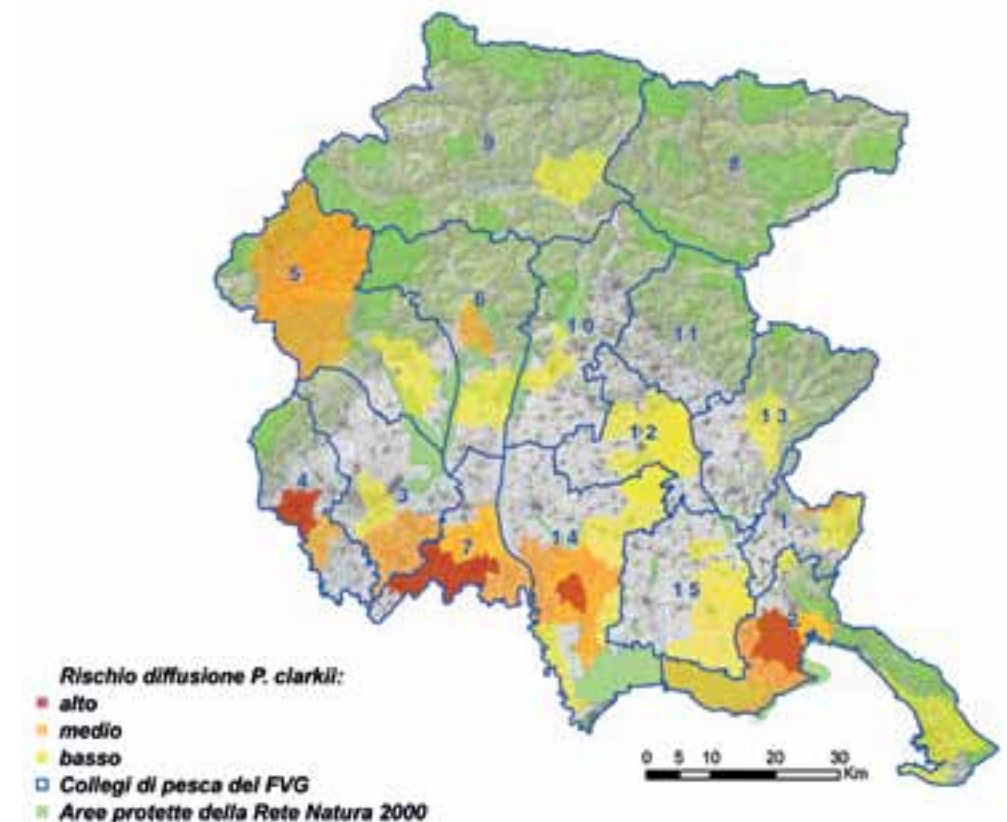 9
8
5
6
10
11
13
12
4
3
1
7
14
15
2
Rischio diffusione P. clarkii:
alto
medio
basso
Collegi di pesca del FVG
Aree protette della Rete Natura 2000
0 5 10 20 30
Km